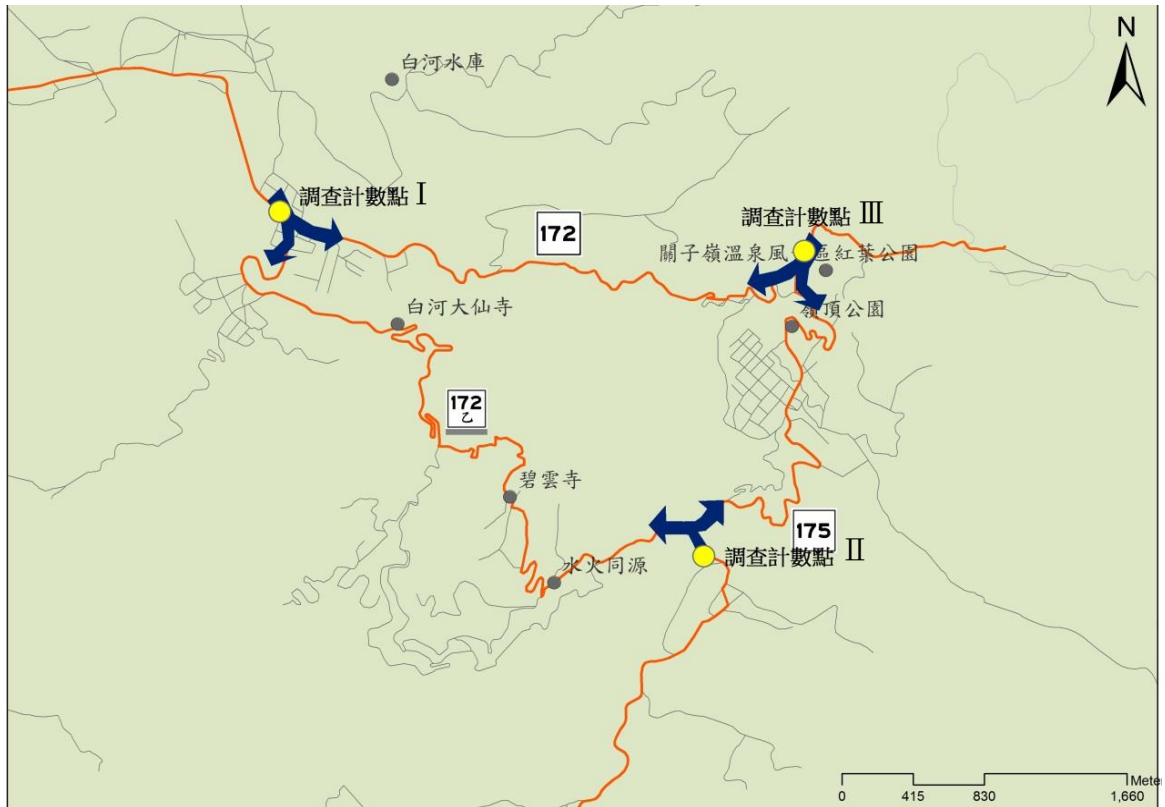 N
白河水庫
調查計數點 I
調查計數點 III
172
關子嶺溫泉風 區紅葉公園
白河大仙寺
嶺頂公園
172
乙
碧雲寺
175
調查計數點 II
水火同源
Meter
0 415 830 1,660